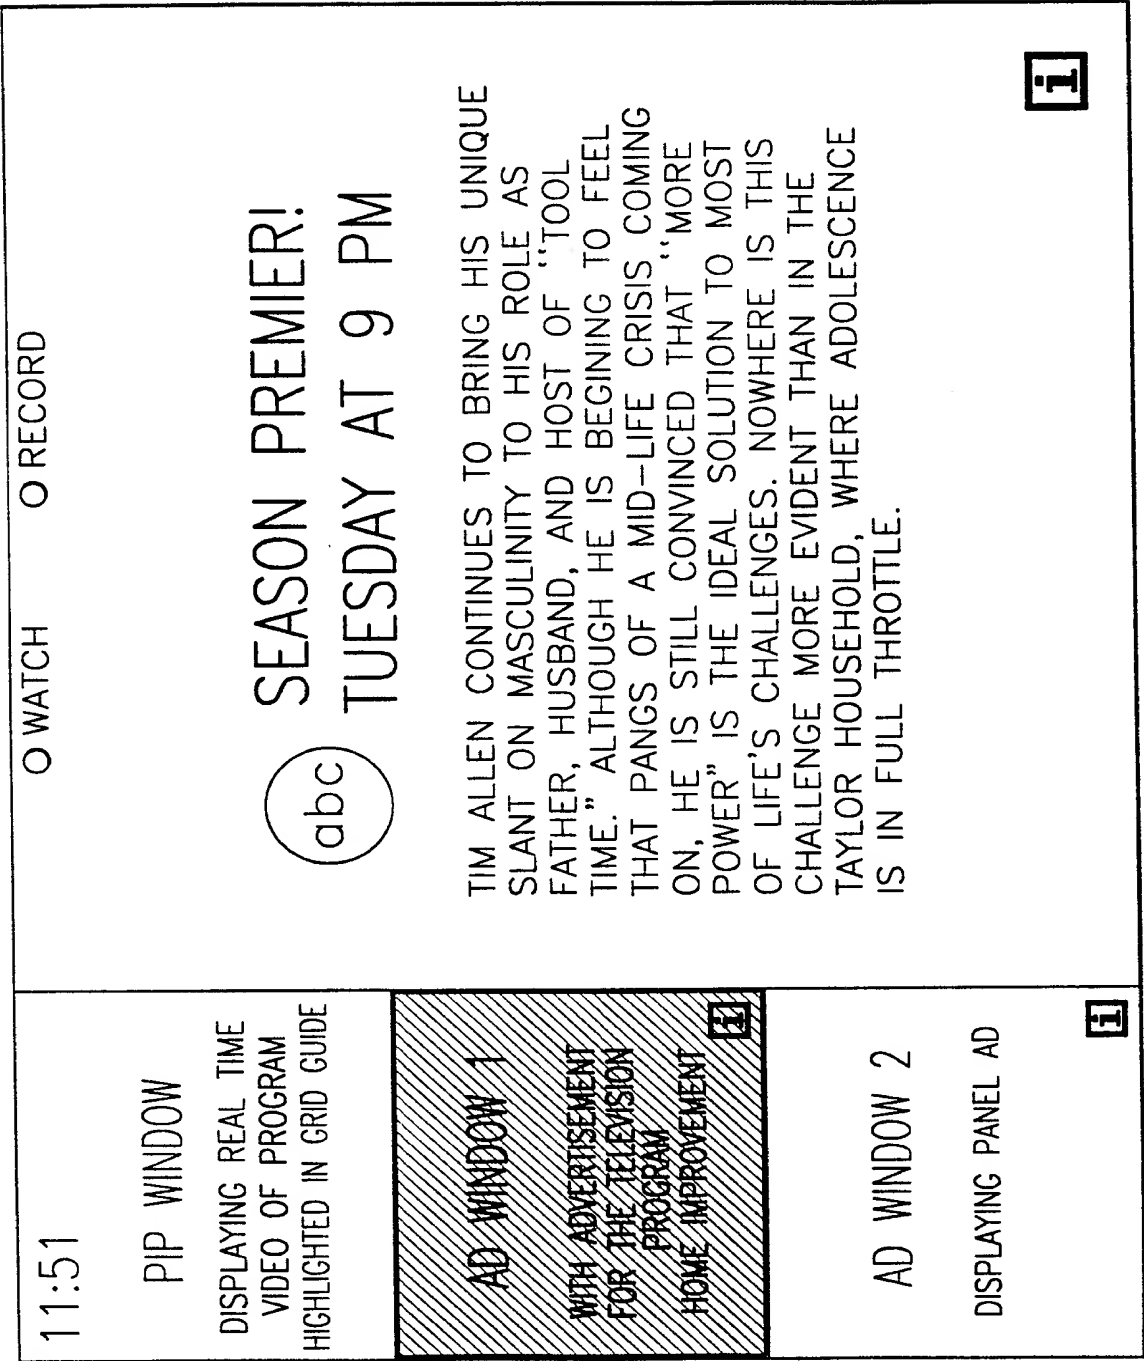 11:51
PIP WINDOW
DISPLAYING REAL TIME
VIDEO OF PROGRAM
HIGHLIGHTED IN GRID GUIDE
AD WINDOW 1
WITH ADVERTISEMENT
FOR THE TELEVISION
PROGRAM
HOME IMPROVEMENT
i
AD WINDOW 2
DISPLAYING PANEL AD
i
O WATCH O RECORD
abc
SEASON PREMIER!
TUESDAY AT 9 PM
TIM ALLEN CONTINUES TO BRING HIS UNIQUE
SLANT ON MASCULINITY TO HIS ROLE AS
FATHER, HUSBAND, AND HOST OF "TOOL
TIME." ALTHOUGH HE IS BEGINING TO FEEL
THAT PANGS OF A MID-LIFE CRISIS COMING
ON, HE IS STILL CONVINCED THAT "MORE
POWER" IS THE IDEAL SOLUTION TO MOST
OF LIFE'S CHALLENGES. NOWHERE IS THIS
CHALLENGE MORE EVIDENT THAN IN THE
TAYLOR HOUSEHOLD, WHERE ADOLESCENCE
IS IN FULL THROTTLE.
i